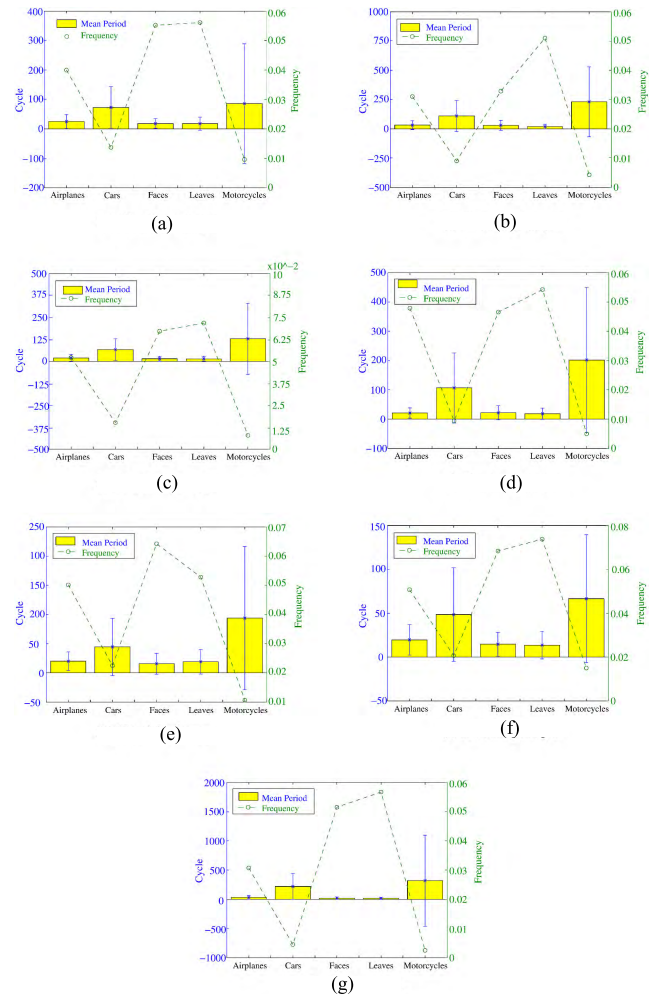 400
300
200
100
0
−100
−200
Cycle
Mean Period
Frequency
0.06
0.05
0.04
0.03
0.02
0.01
0
Frequency
Airplanes Cars Faces Leaves Motorcycles
(a)
1000
750
500
250
0
−250
−500
Cycle
Mean Period
Frequency
0.06
0.05
0.04
0.03
0.02
0.01
0
Frequency
Airplanes Cars Faces Leaves Motorcycles
(b)
500
375
250
125
0
−125
−250
−375
−500
Cycle
Mean Period
Frequency
x10^−2
10
8.75
7.5
6.25
5
3.75
2.5
1.25
0
Frequency
Airplanes Cars Faces Leaves Motorcycles
(c)
500
400
300
200
100
0
−100
Cycle
Mean Period
Frequency
0.06
0.05
0.04
0.03
0.02
0.01
0
Frequency
Airplanes Cars Faces Leaves Motorcycles
(d)
250
100
150
200
50
0
−50
Cycle
Mean Period
Frequency
0.07
0.06
0.05
0.04
0.03
0.02
0.01
Frequency
Airplanes Cars Faces Leaves Motorcycles
(e)
150
100
50
0
−50
Cycle
Mean Period
Frequency
0.08
0.06
0.04
0.02
0
Frequency
Airplanes Cars Faces Leaves Motorcycles
(f)
2000
1500
1000
500
0
−500
−1000
Cycle
Mean Period
Frequency
0.06
0.05
0.04
0.03
0.02
0.01
0
Frequency
Airplanes Cars Faces Leaves Motorcycles
(g)